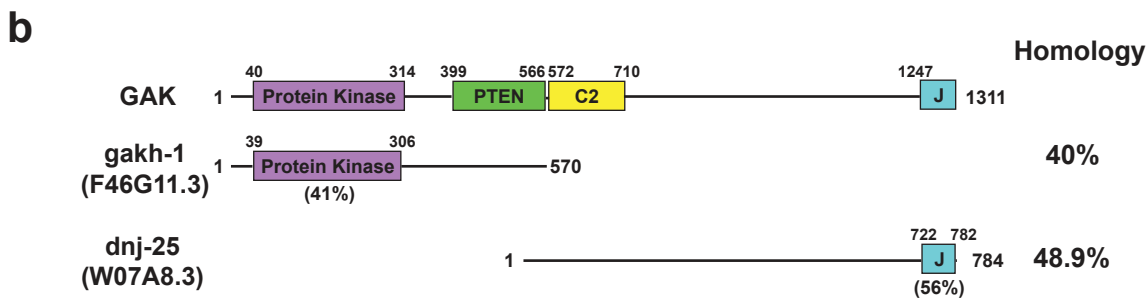 b
Homology
40 314 399 566 572 710 1247
GAK 1 Protein Kinase PTEN C2 J 1311
39 306
gakh-1 1 Protein Kinase 570 40%
(F46G11.3) (41%)
722 782
dnj-25 1 J 784 48.9%
(W07A8.3) (56%)